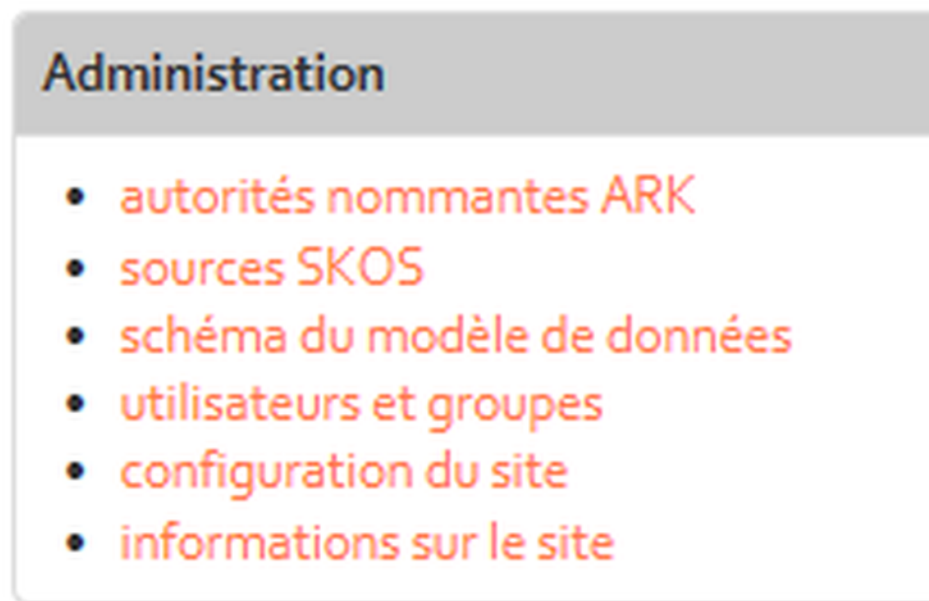 Administration
autorités nommantes ARK
sources SKOS
schéma du modèle de données
utilisateurs et groupes
configuration du site
informations sur le site